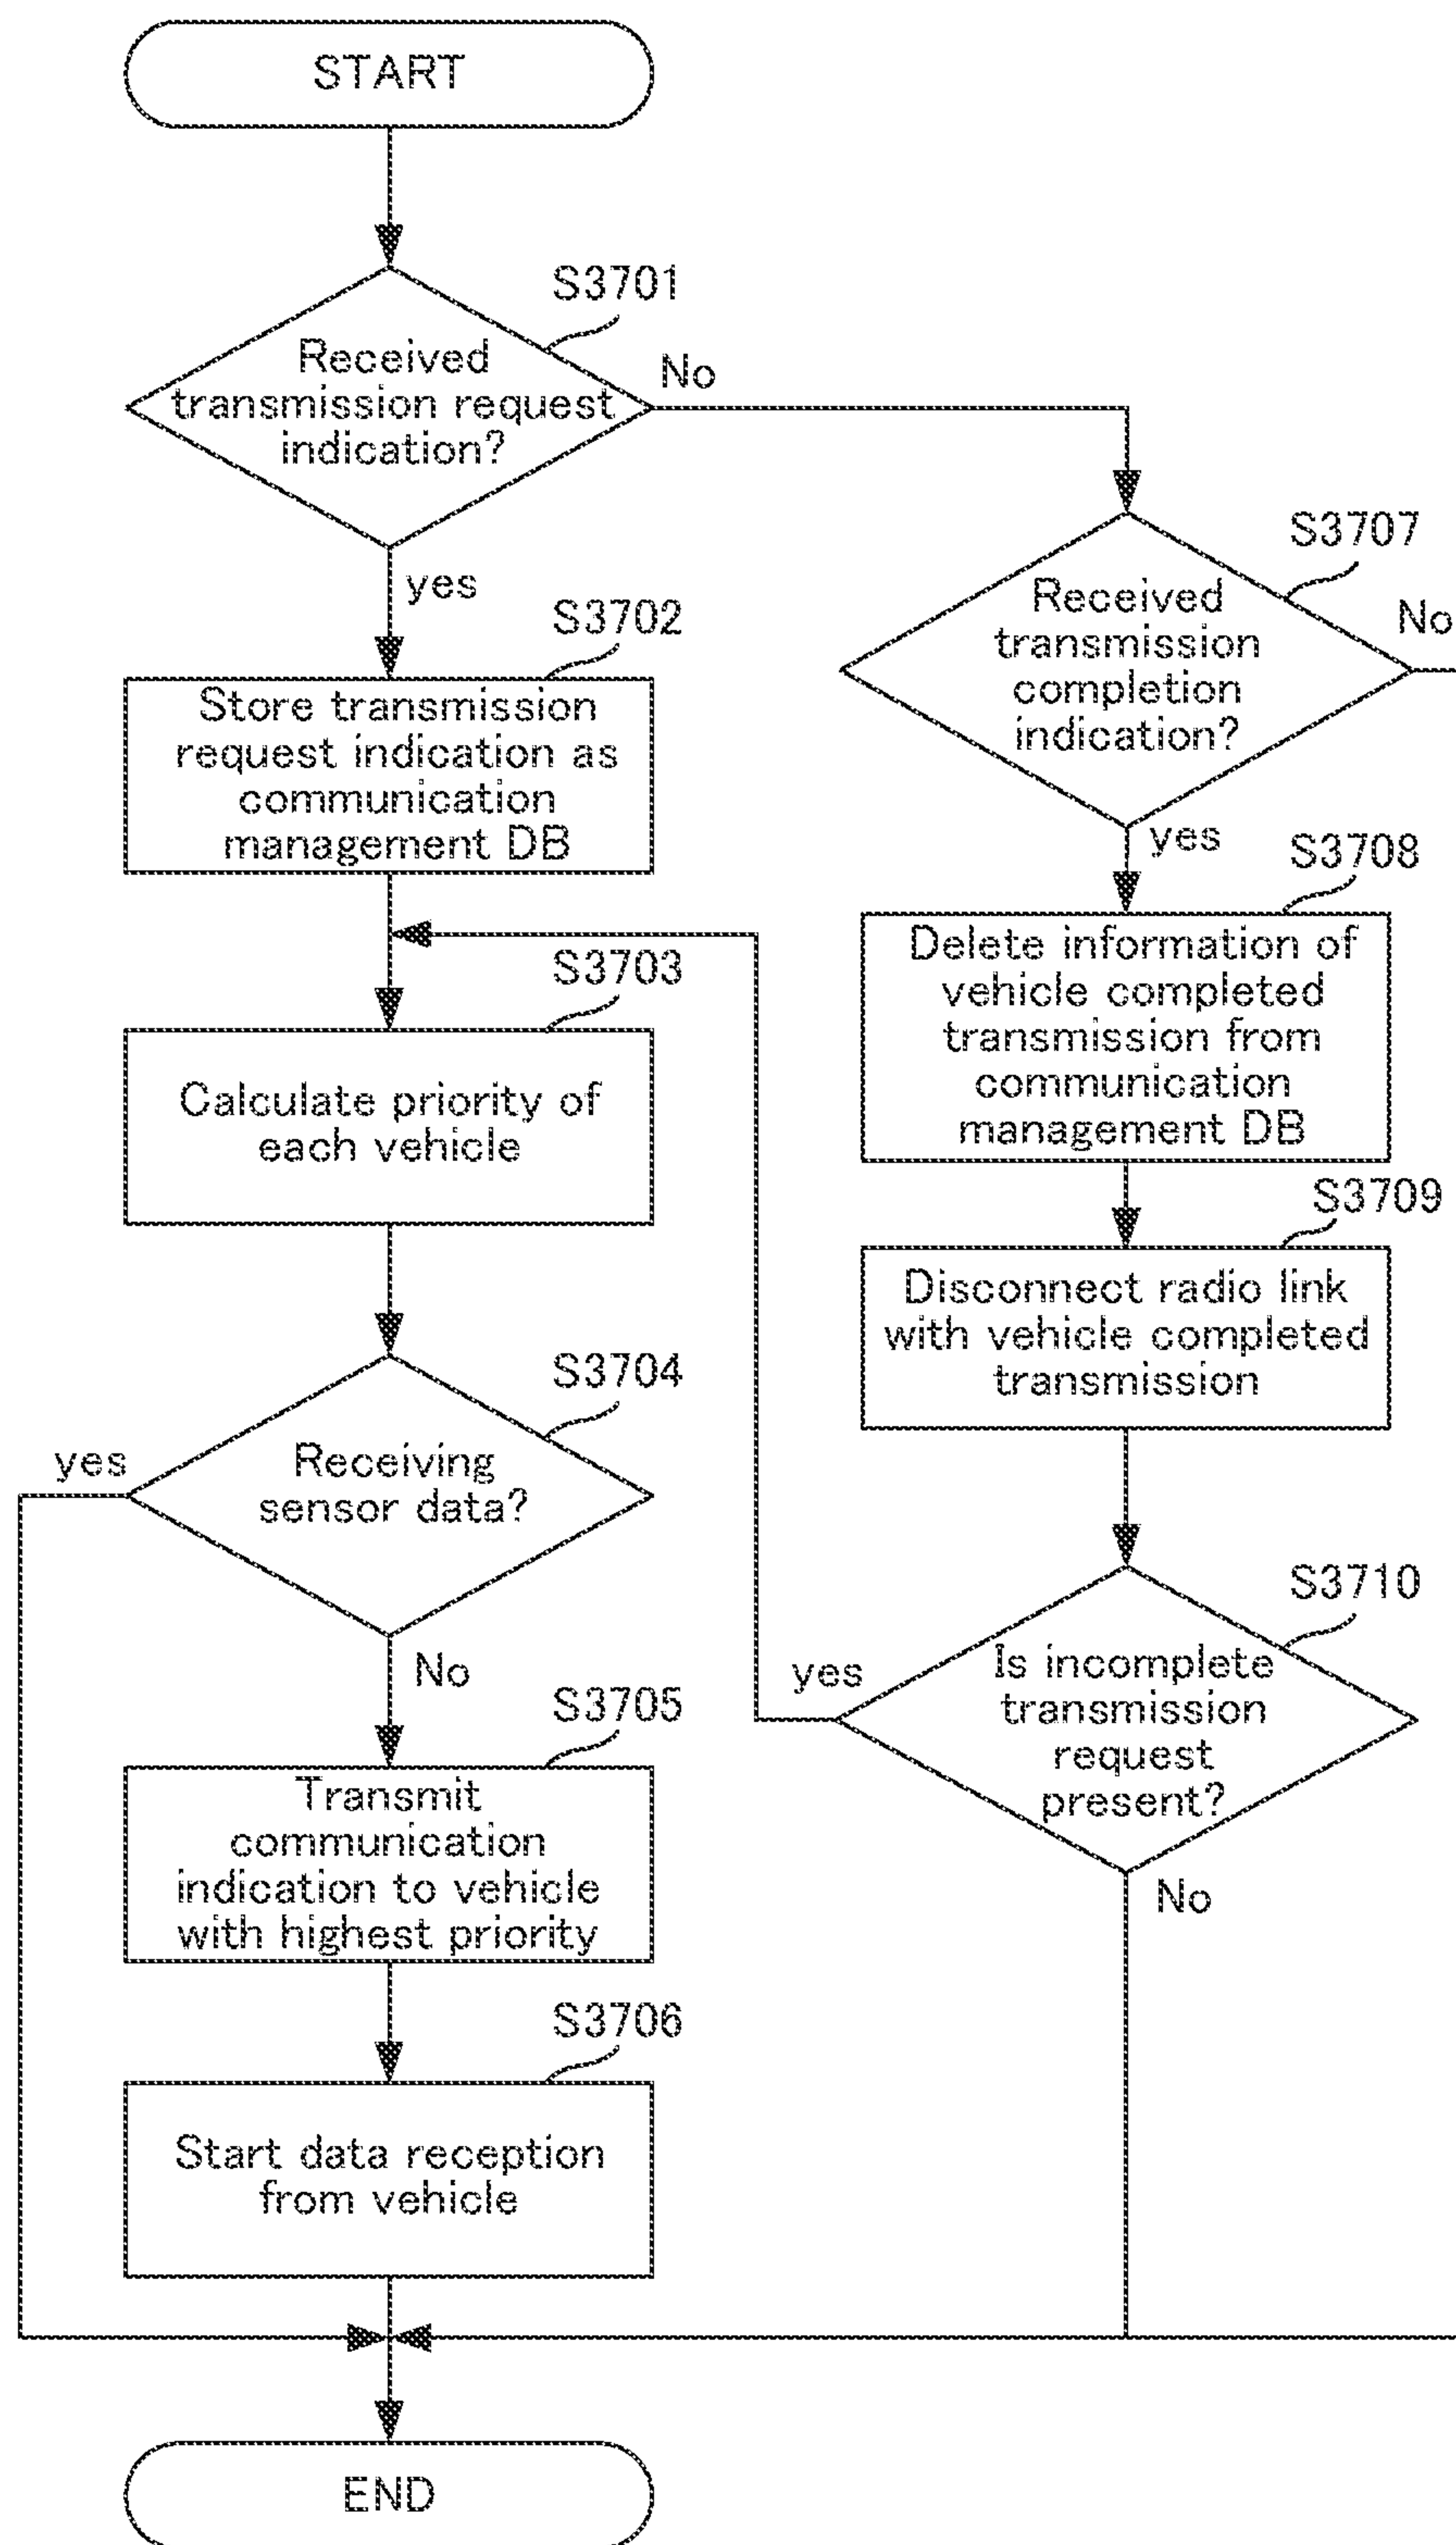 START
S3701
Received
transmission request
indication?
No
yes
S3702
Store transmission
request indication as
communication
management DB
S3703
Calculate priority of
each vehicle
S3704
Receiving
sensor data?
yes
No
S3705
Transmit
communication
indication to vehicle
with highest priority
S3706
Start data reception
from vehicle
END
S3707
Received
transmission
completion
indication?
No
yes
S3708
Delete information of
vehicle completed
transmission from
communication
management DB
S3709
Disconnect radio link
with vehicle completed
transmission
S3710
Is incomplete
transmission
request
present?
yes
No